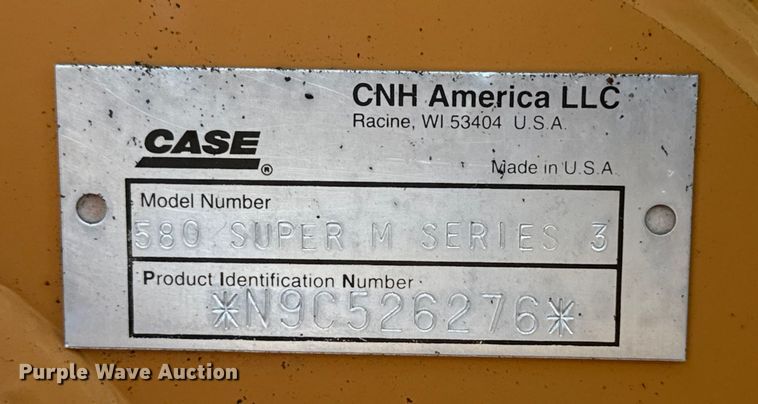 CNH America LLC
Racine, WI 53404 U.S.A.
CASE®
Made in U.S.A.
Model Number
580 SUPER M SERIES 3
Product Identification Number
*N9C526276*
Purple Wave Auction